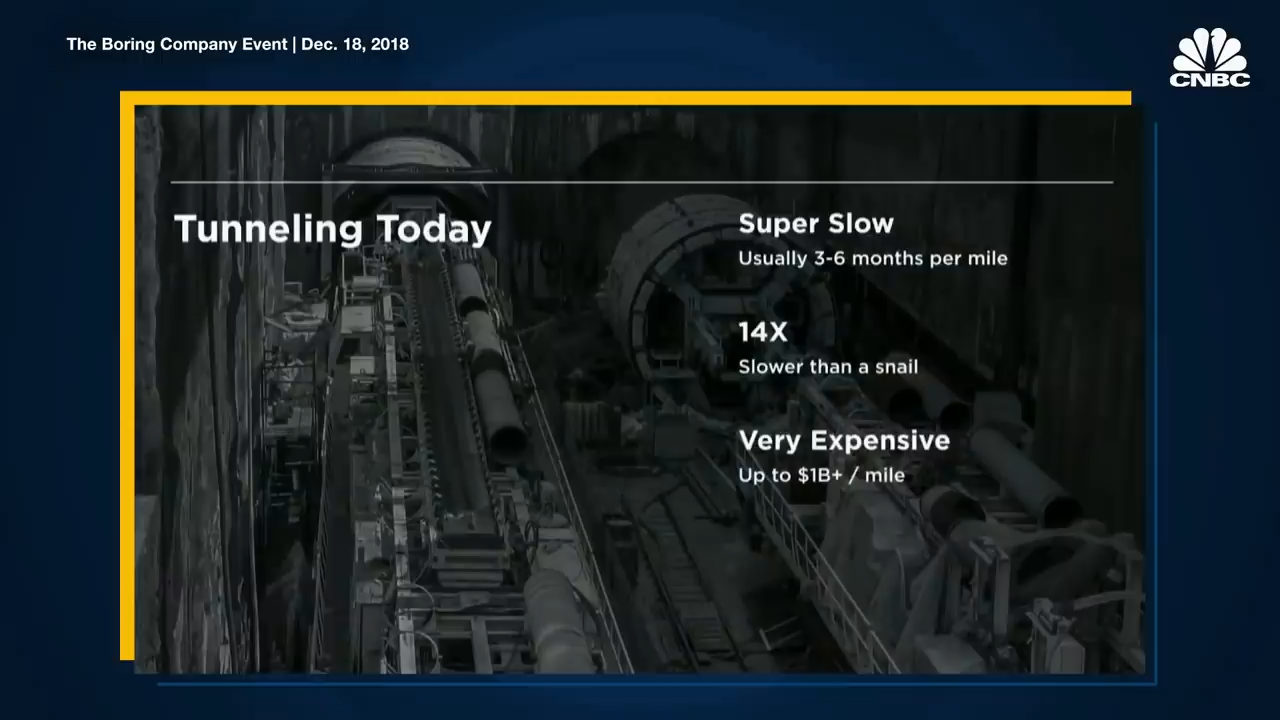 The Boring Company Event | Dec. 18, 2018
CNBC
Tunneling Today
Super Slow
Usually 3-6 months per mile
14X
Slower than a snail
Very Expensive
Up to $1B+ / mile